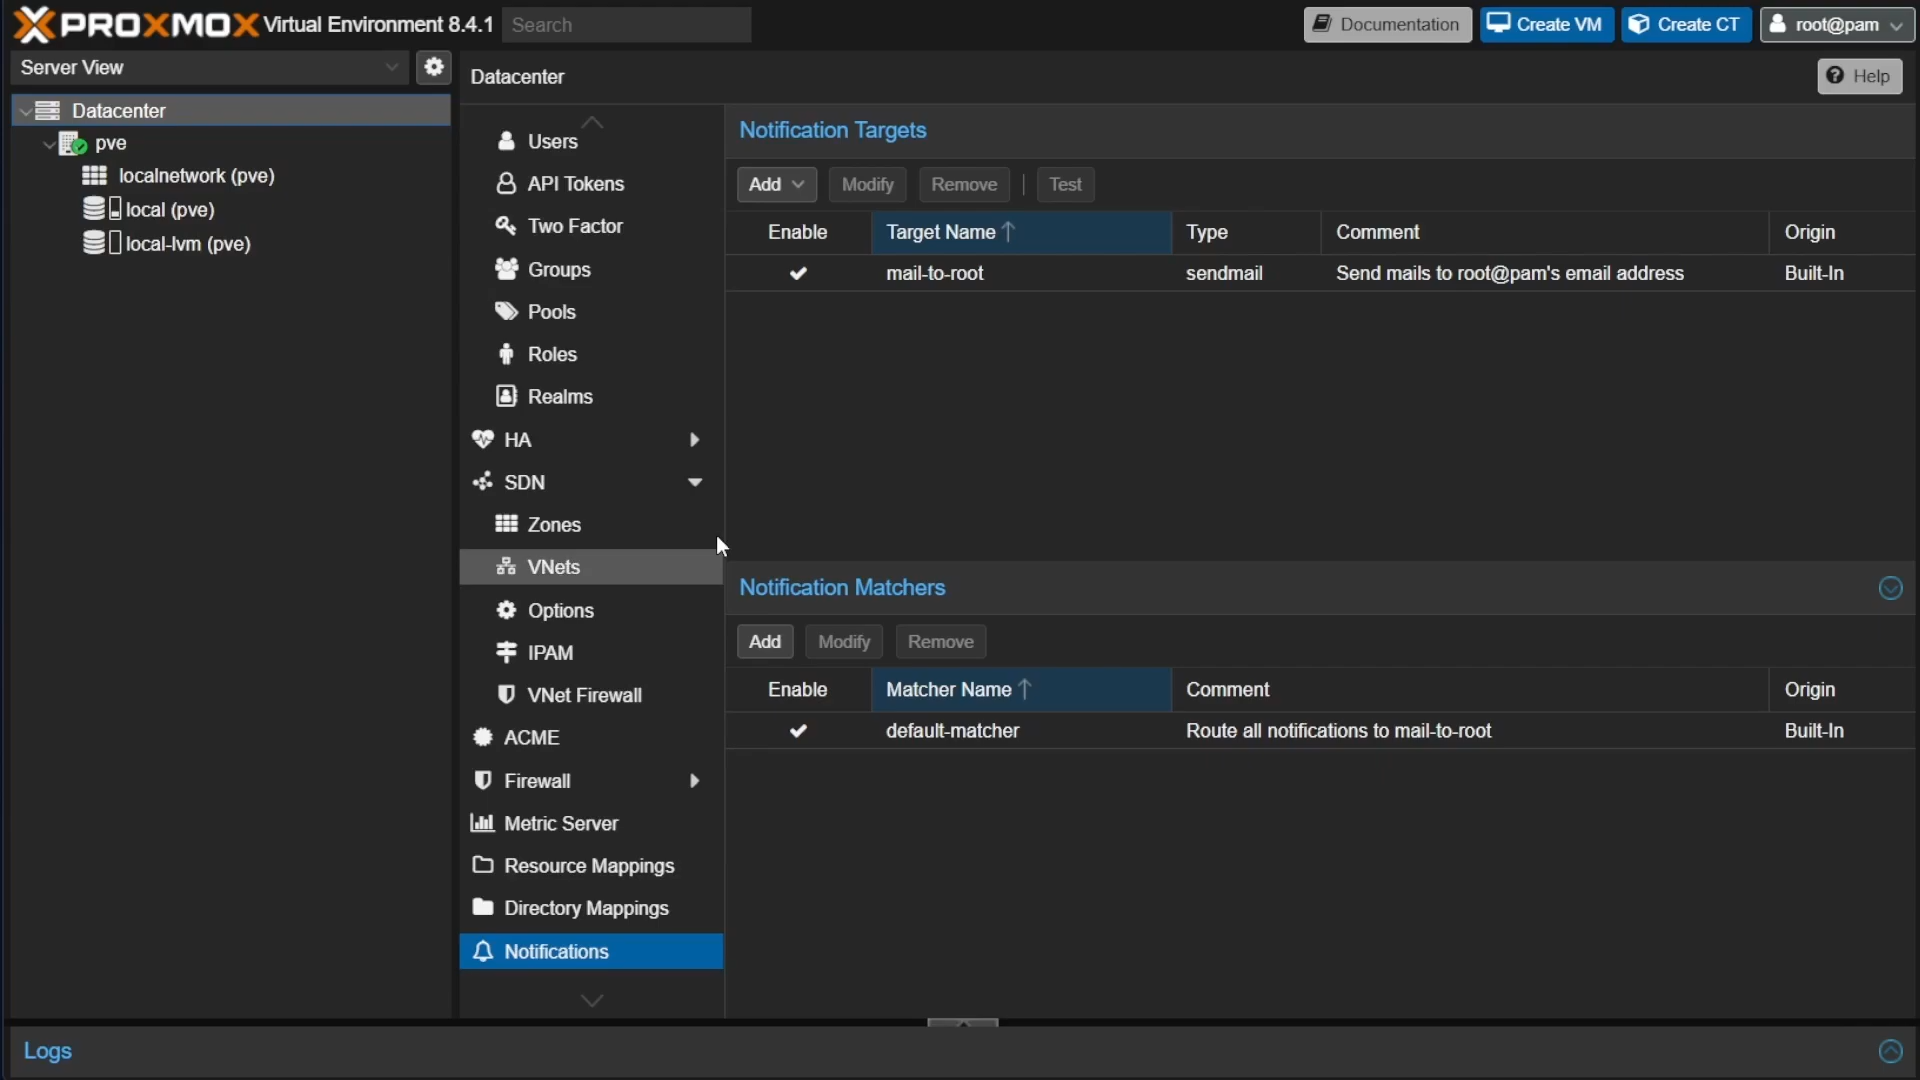 PROXMOX Virtual Environment 8.4.1 Search Documentation Create VM Create CT root@pam
Server View
Datacenter
Help
Datacenter
pve
localnetwork (pve)
local (pve)
local-lvm (pve)
Users
API Tokens
Two Factor
Groups
Pools
Roles
Realms
HA
SDN
Zones
VNets
Options
IPAM
VNet Firewall
ACME
Firewall
Metric Server
Resource Mappings
Directory Mappings
Notifications
Notification Targets
Add Modify Remove Test
Enable Target Name Type Comment Origin
mail-to-root sendmail Send mails to root@pam's email address Built-In
Notification Matchers
Add Modify Remove
Enable Matcher Name Comment Origin
default-matcher Route all notifications to mail-to-root Built-In
Logs